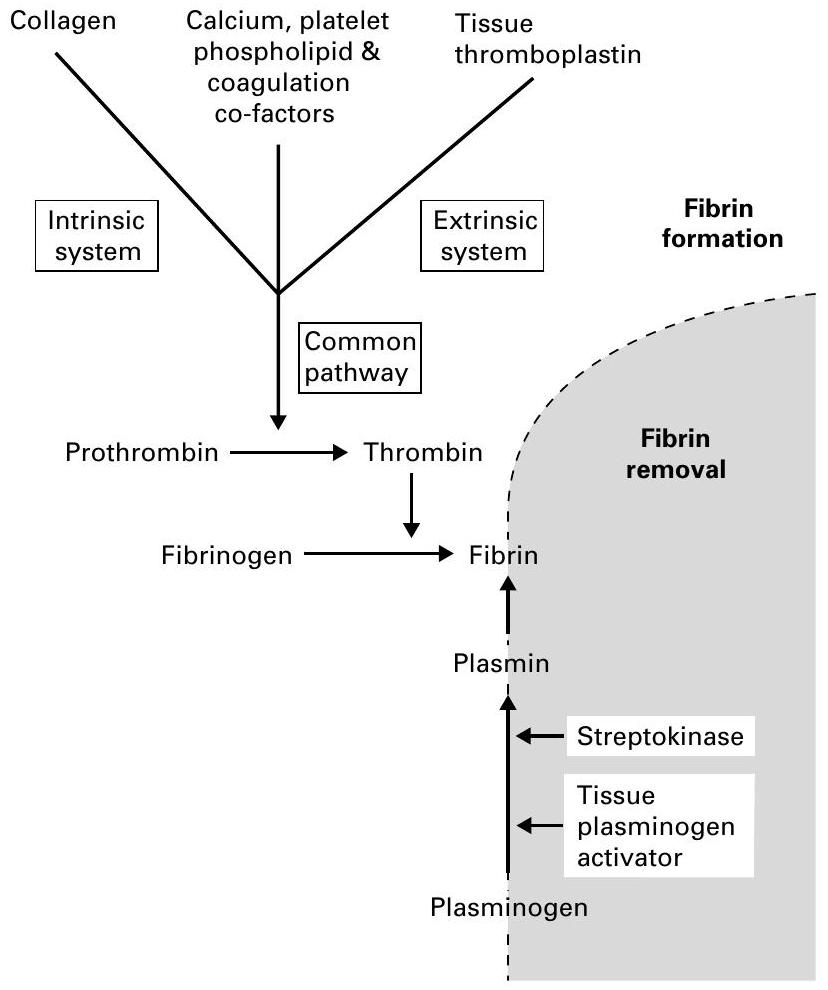 Collagen
Calcium, platelet
phospholipid &
coagulation
co-factors
Tissue
thromboplastin
Intrinsic
system
Extrinsic
system
Fibrin
formation
Common
pathway
Prothrombin
Thrombin
Fibrin
removal
Fibrinogen
Fibrin
Plasmin
Streptokinase
Tissue
plasminogen
activator
Plasminogen